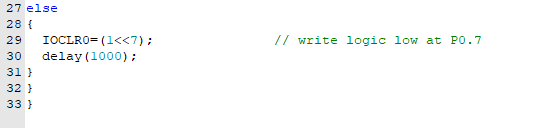 27 else
28 {
29 IOCLR0=(1<<7); // write logic low at P0.7
30 delay(1000);
31 }
32 }
33 }